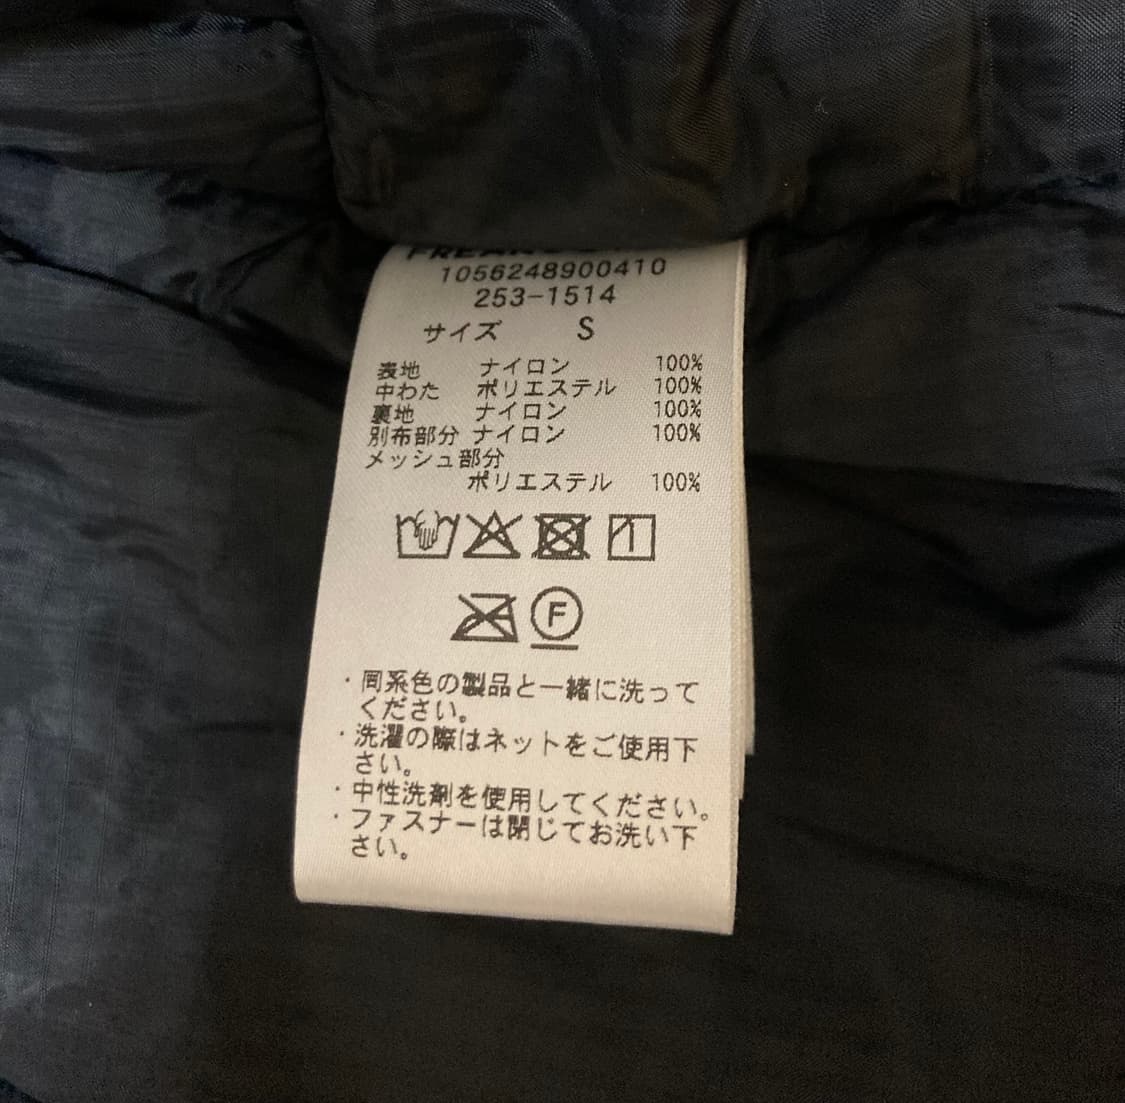 1056248900410
253-1514
サイズ S
表地 ナイロン 100%
中わた ポリエステル 100%
裏地 ナイロン 100%
別布部分 ナイロン 100%
メッシュ部分
ポリエステル 100%
F
・同系色の製品と一緒に洗って
ください。
・洗濯の際はネットをご使用下
さい。
・中性洗剤を使用してください。
・ファスナーは閉じてお洗い下
さい。